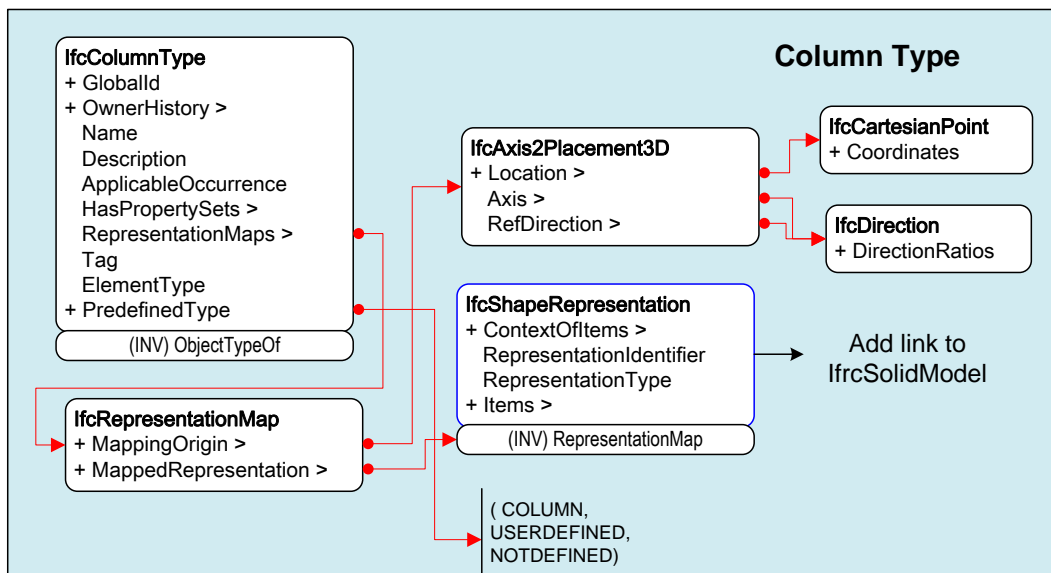 Column Type
IfcColumnType
+ GlobalId
+ OwnerHistory >
Name
Description
ApplicableOccurrence
HasPropertySets >
RepresentationMaps >
Tag
ElementType
+ PredefinedType
(INV) ObjectTypeOf
IfcRepresentationMap
+ MappingOrigin >
+ MappedRepresentation >
IfcAxis2Placement3D
+ Location >
Axis >
RefDirection >
IfcShapeRepresentation
+ ContextOfItems >
RepresentationIdentifier
RepresentationType
+ Items >
(INV) RepresentationMap
( COLUMN,
USERDEFINED,
NOTDEFINED)
IfcCartesianPoint
+ Coordinates
IfcDirection
+ DirectionRatios
Add link to
IfrcSolidModel